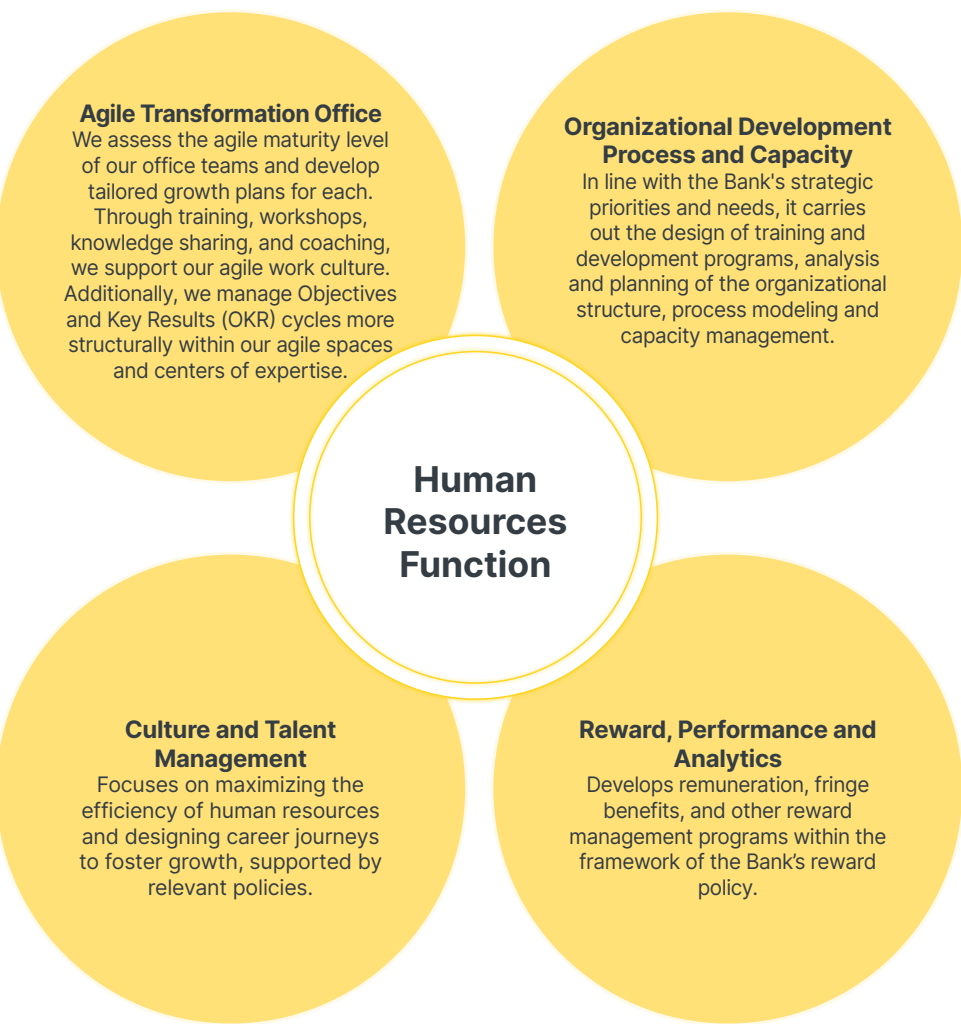 Agile Transformation Office
We assess the agile maturity level
of our office teams and develop
tailored growth plans for each.
Through training, workshops,
knowledge sharing, and coaching,
we support our agile work culture.
Additionally, we manage Objectives
and Key Results (OKR) cycles more
structurally within our agile spaces
and centers of expertise.
Organizational Development
Process and Capacity
In line with the Bank's strategic
priorities and needs, it carries
out the design of training and
development programs, analysis
and planning of the organizational
structure, process modeling and
capacity management.
Human
Resources
Function
Culture and Talent
Management
Focuses on maximizing the
efficiency of human resources
and designing career journeys
to foster growth, supported by
relevant policies.
Reward, Performance and
Analytics
Develops remuneration, fringe
benefits, and other reward
management programs within the
framework of the Bank’s reward
policy.